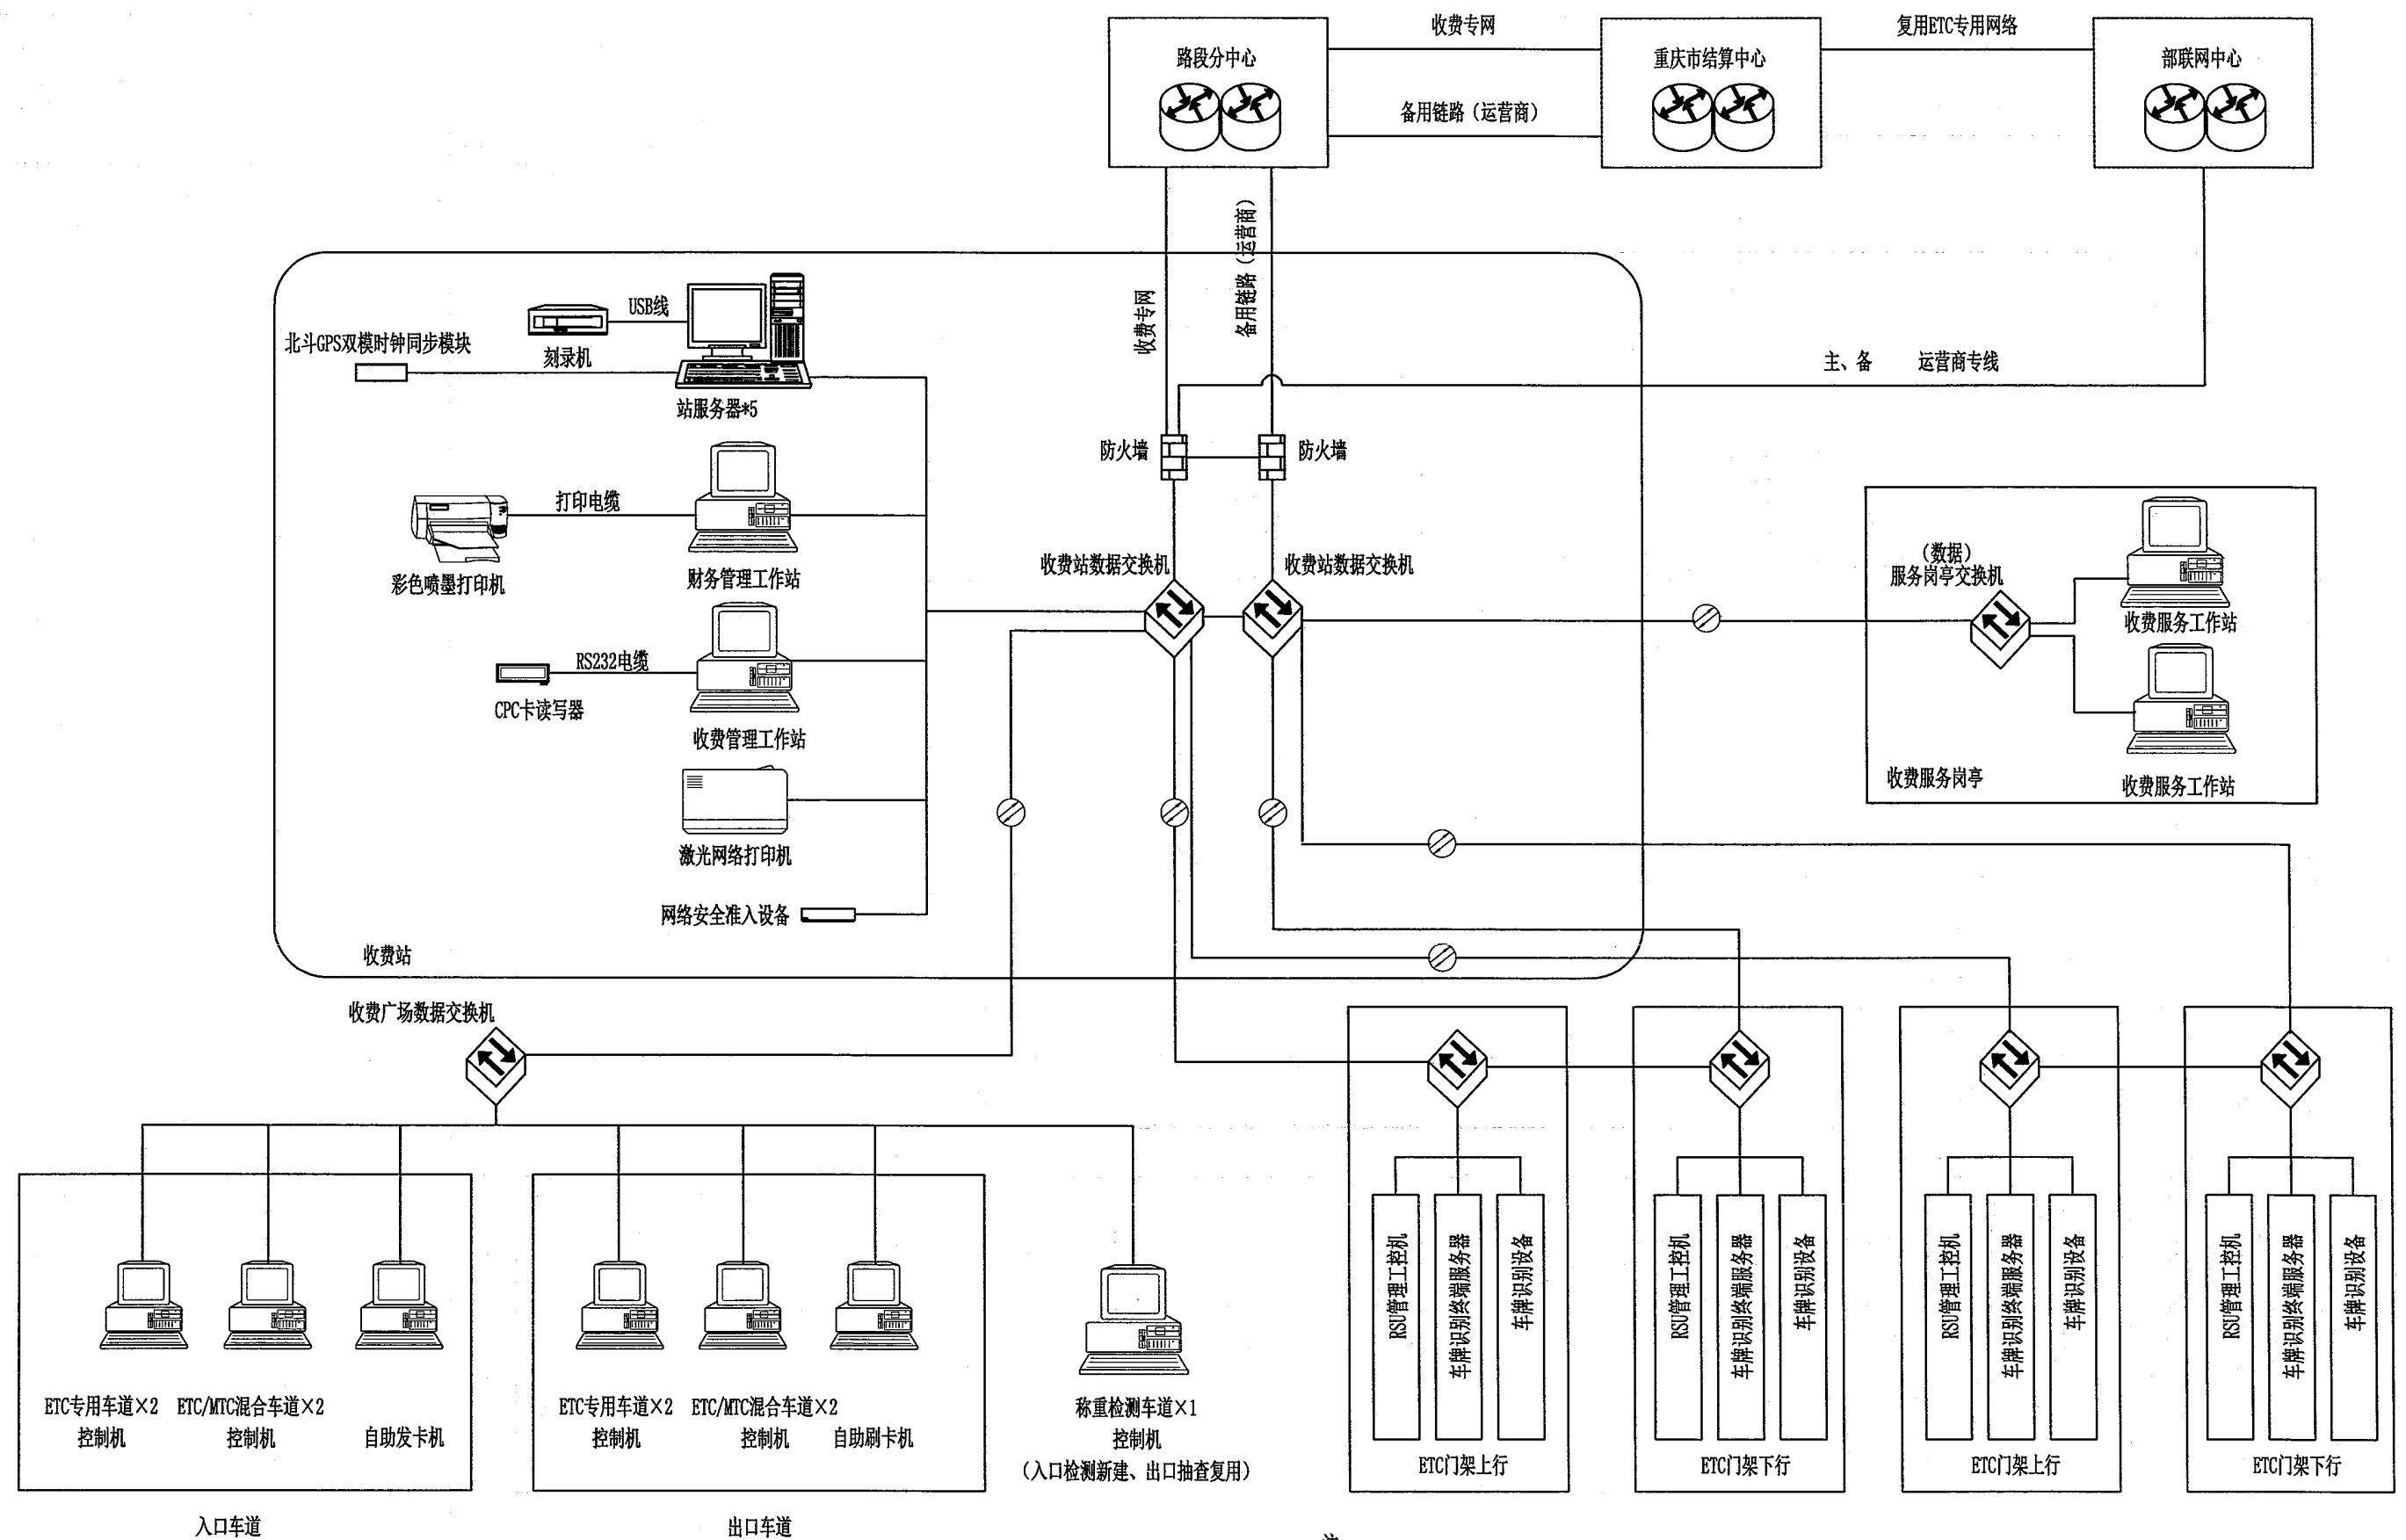 收费专网
复用ETC专用网络
路段分中心
重庆市结算中心
部联网中心
备用链路（运营商）
收费专网
备用链路（运营商）
主、备 运营商专线
USB线
北斗GPS双模时钟同步模块
刻录机
站服务器*5
防火墙
防火墙
打印电缆
彩色喷墨打印机
财务管理工作站
收费站数据交换机
收费站数据交换机
（数据）
服务岗亭交换机
收费服务工作站
RS232电缆
CPC卡读写器
收费管理工作站
收费服务岗亭
收费服务工作站
激光网络打印机
网络安全准入设备
收费站
收费广场数据交换机
RSU管理工控机
车牌识别终端服务器
车牌识别设备
RSU管理工控机
车牌识别终端服务器
车牌识别设备
RSU管理工控机
车牌识别终端服务器
车牌识别设备
RSU管理工控机
车牌识别终端服务器
车牌识别设备
ETC专用车道×2
控制机
ETC/MTC混合车道×2
控制机
自助发卡机
ETC专用车道×2
控制机
ETC/MTC混合车道×2
控制机
自助刷卡机
称重检测车道×1
控制机
（入口检测新建、出口抽查复用）
ETC门架上行
ETC门架下行
ETC门架上行
ETC门架下行
入口车道
出口车道